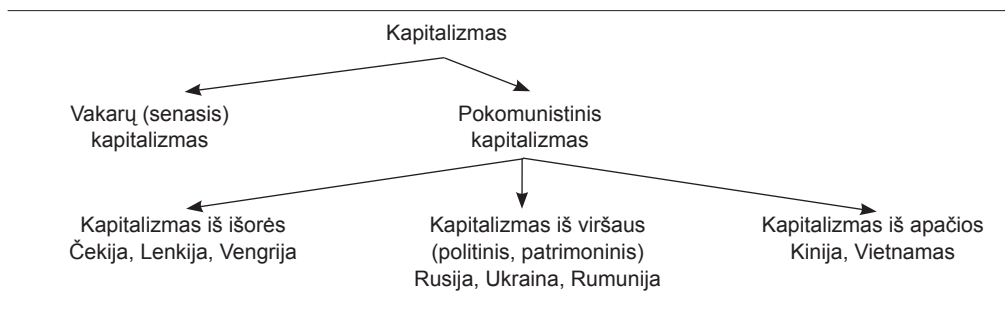 Kapitalizmas
Vakarų (senasis)
kapitalizmas
Pokomunistinis
kapitalizmas
Kapitalizmas iš išorės
Čekija, Lenkija, Vengrija
Kapitalizmas iš viršaus
(politinis, patrimoninis)
Rusija, Ukraina, Rumunija
Kapitalizmas iš apačios
Kinija, Vietnamas